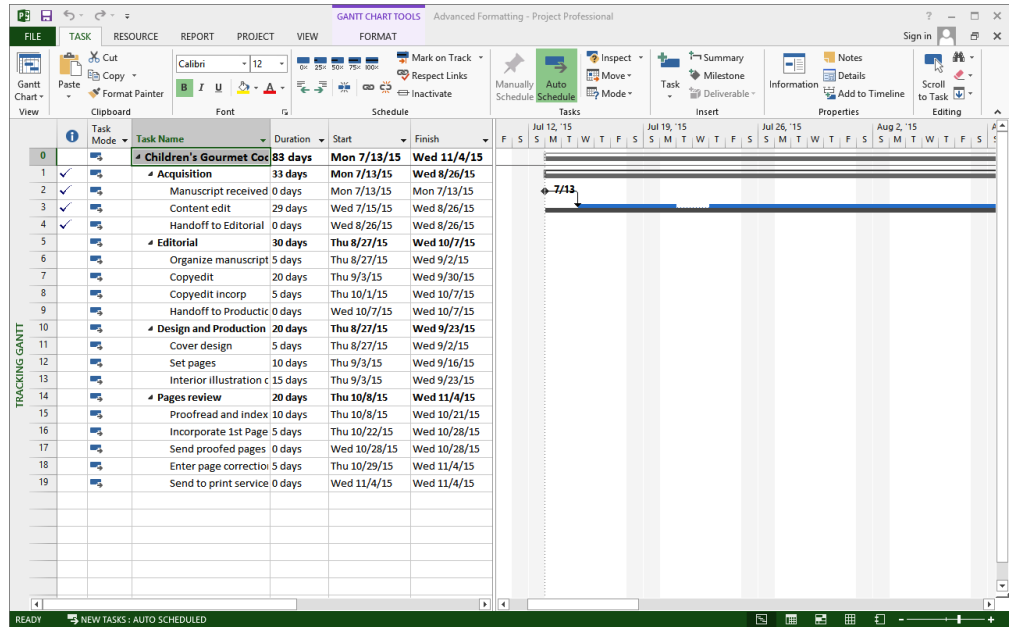 GANTT CHART TOOLS Advanced Formatting - Project Professional ?
FILE TASK RESOURCE REPORT PROJECT VIEW FORMAT Sign in
Gantt Chart
View
Paste
Cut
Copy
Format Painter
Clipboard
Calibri 12
B I U A
Font
0% 25% 50% 75% 100%
Mark on Track
Respect Links
Inactivate
Schedule
Manually Schedule
Auto Schedule
Inspect
Move
Mode
Tasks
Task
Summary
Milestone
Deliverable
Insert
Information
Notes
Details
Add to Timeline
Properties
Scroll to Task
Editing
Task Mode Task Name Duration Start Finish
Jul 12, '15 Jul 19, '15 Jul 26, '15 Aug 2, '15 A
F S S M T W T F S S M T W T F S S M T W T F S S M T W T F S S
0 Children's Gourmet Coo 83 days Mon 7/13/15 Wed 11/4/15
1 Acquisition 33 days Mon 7/13/15 Wed 8/26/15
2 Manuscript received 0 days Mon 7/13/15 Mon 7/13/15 7/13
3 Content edit 29 days Wed 7/15/15 Wed 8/26/15
4 Handoff to Editorial 0 days Wed 8/26/15 Wed 8/26/15
5 Editorial 30 days Thu 8/27/15 Wed 10/7/15
6 Organize manuscript 5 days Thu 8/27/15 Wed 9/2/15
7 Copyedit 20 days Thu 9/3/15 Wed 9/30/15
8 Copyedit incorp 5 days Thu 10/1/15 Wed 10/7/15
9 Handoff to Productic 0 days Wed 10/7/15 Wed 10/7/15
10 Design and Production 20 days Thu 8/27/15 Wed 9/23/15
11 Cover design 5 days Thu 8/27/15 Wed 9/2/15
12 Set pages 10 days Thu 9/3/15 Wed 9/16/15
13 Interior illustration c 15 days Thu 9/3/15 Wed 9/23/15
14 Pages review 20 days Thu 10/8/15 Wed 11/4/15
15 Proofread and index 10 days Thu 10/8/15 Wed 10/21/15
16 Incorporate 1st Page 5 days Thu 10/22/15 Wed 10/28/15
17 Send proofed pages 0 days Wed 10/28/15 Wed 10/28/15
18 Enter page correction 5 days Thu 10/29/15 Wed 11/4/15
19 Send to print service 0 days Wed 11/4/15 Wed 11/4/15
TRACKING GANTT
READY NEW TASKS : AUTO SCHEDULED